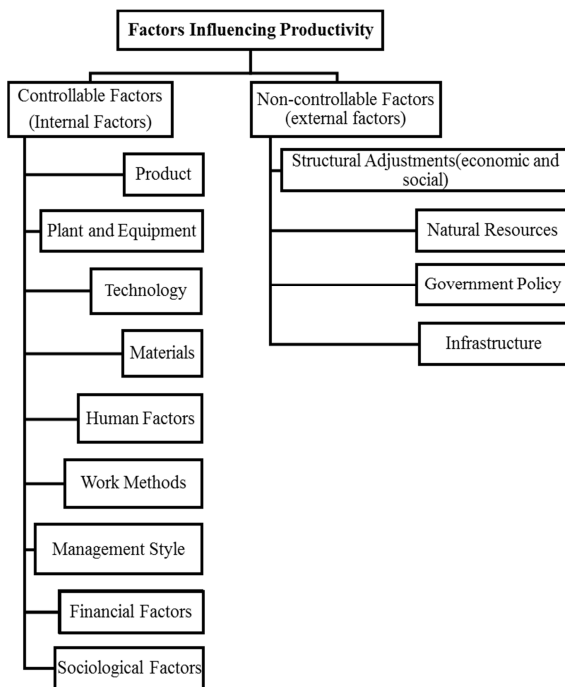 Factors Influencing Productivity
Controllable Factors
(Internal Factors)
Product
Plant and Equipment
Technology
Materials
Human Factors
Work Methods
Management Style
Financial Factors
Sociological Factors
Non-controllable Factors
(external factors)
Structural Adjustments(economic and
social)
Natural Resources
Government Policy
Infrastructure